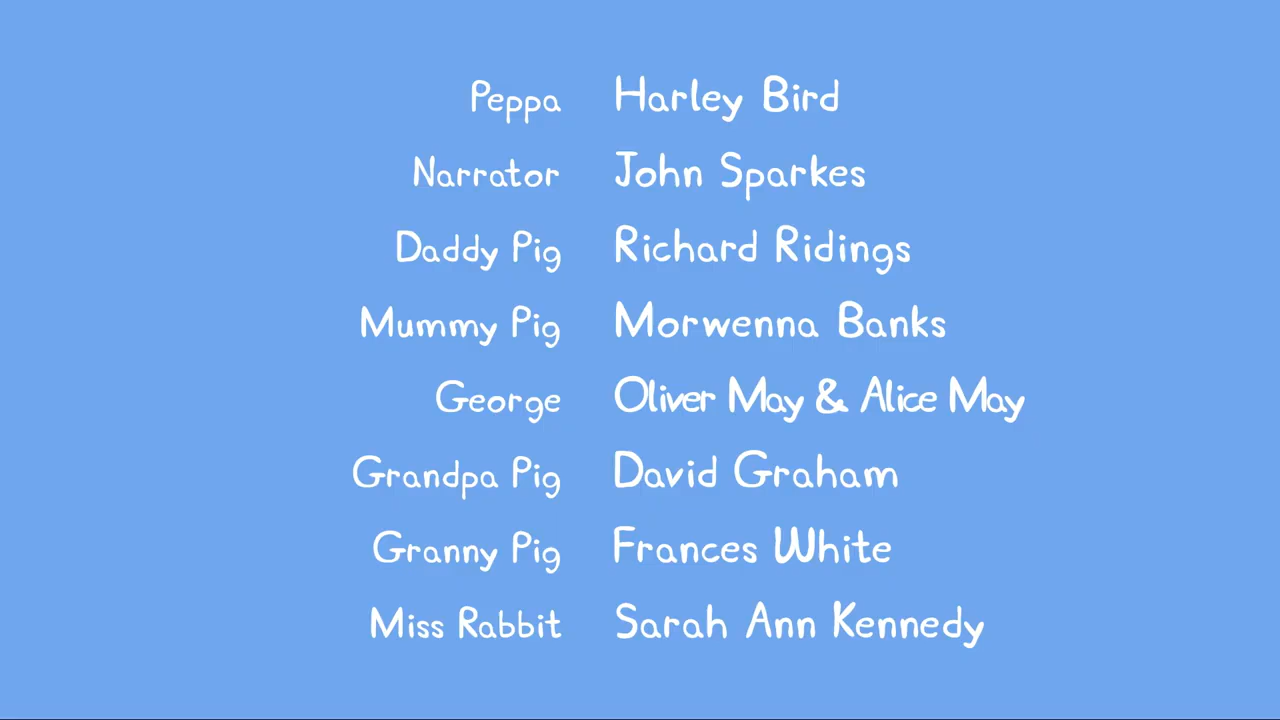 Peppa Harley Bird
Narrator John Sparkes
Daddy Pig Richard Ridings
Mummy Pig Morwenna Banks
George Oliver May & Alice May
Grandpa Pig David Graham
Granny Pig Frances White
Miss Rabbit Sarah Ann Kennedy